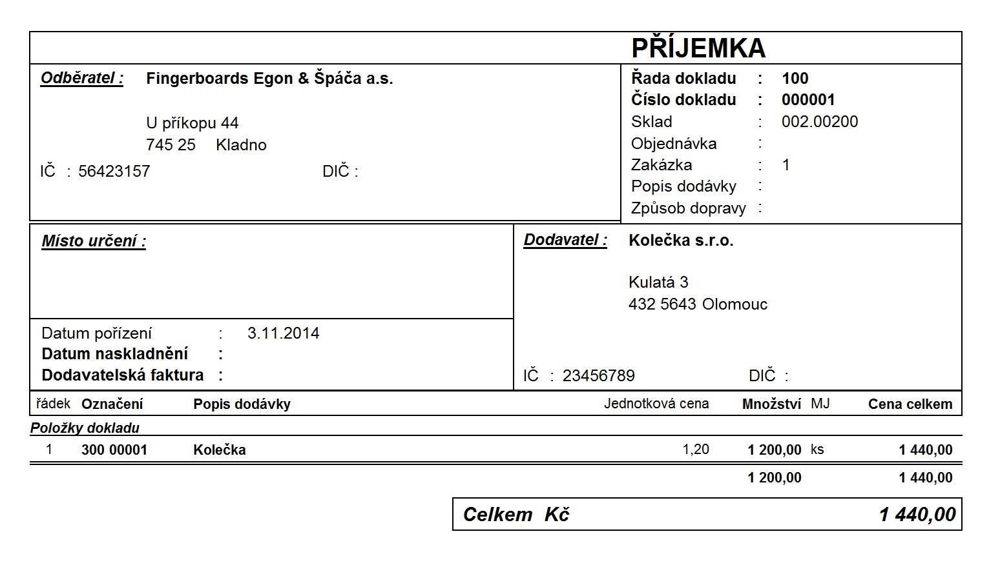 PŘÍJEMKA
Odběratel : Fingerboards Egon & Špáča a.s.
U příkopu 44
745 25 Kladno
IČ : 56423157 DIČ :
Řada dokladu : 100
Číslo dokladu : 000001
Sklad : 002.00200
Objednávka :
Zakázka : 1
Popis dodávky :
Způsob dopravy :
Místo určení :
Datum pořízení : 3.11.2014
Datum naskladnění :
Dodavatelská faktura :
Dodavatel : Kolečka s.r.o.
Kulatá 3
432 5643 Olomouc
IČ : 23456789 DIČ :
řádek Označení Popis dodávky Jednotková cena Množství MJ Cena celkem
Položky dokladu
1 300 00001 Kolečka 1,20 1 200,00 ks 1 440,00
1 200,00 1 440,00
Celkem Kč 1 440,00